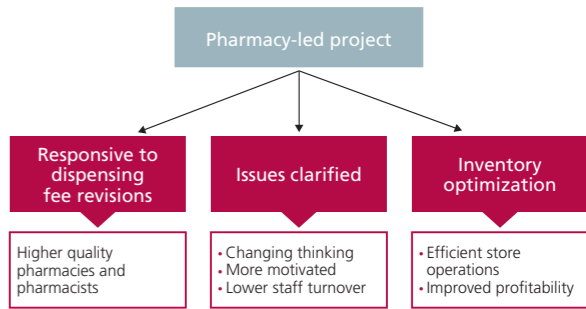 Pharmacy-led project
Responsive to
dispensing
fee revisions
Higher quality
pharmacies and
pharmacists
Issues clarified
• Changing thinking
• More motivated
• Lower staff turnover
Inventory
optimization
• Efficient store
operations
• Improved profitability